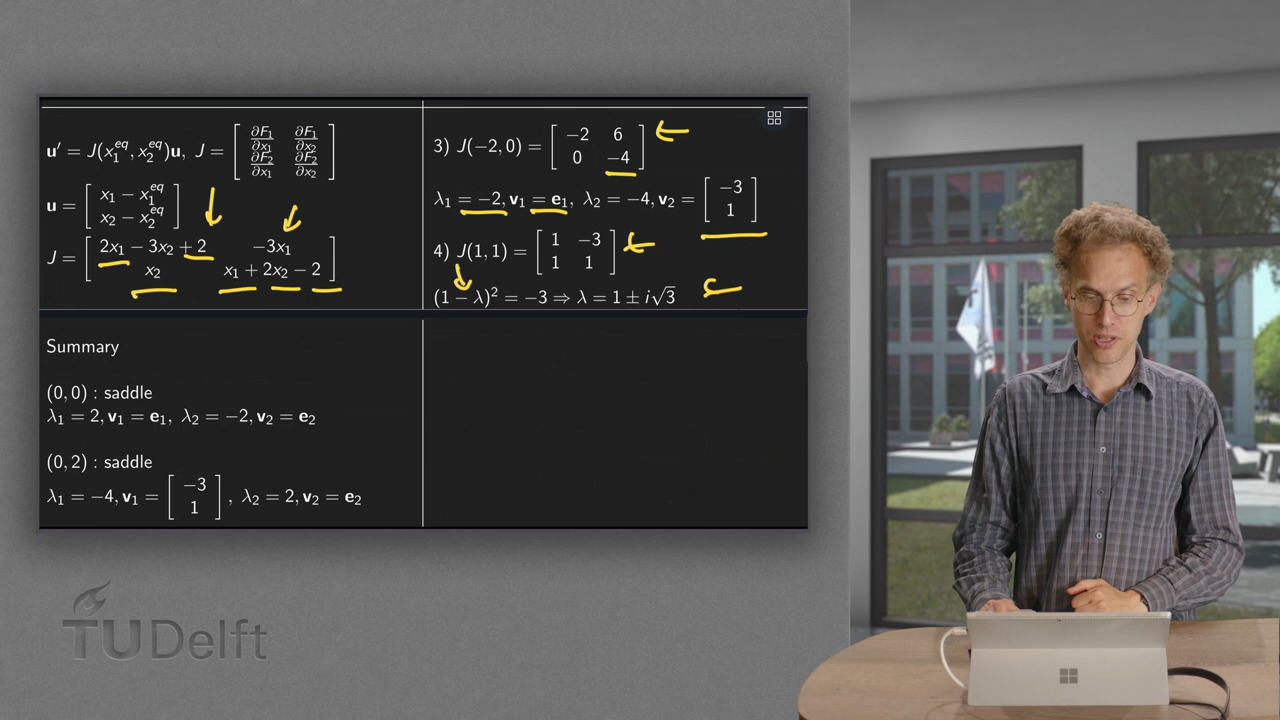 u′ = J(x₁^eq, x₂^eq)u, J = [ ∂F₁/∂x₁ ∂F₁/∂x₂ ; ∂F₂/∂x₁ ∂F₂/∂x₂ ]
u = [ x₁ − x₁^eq ; x₂ − x₂^eq ]
J = [ 2x₁ − 3x₂ + 2 −3x₁ ; x₂ x₁ + 2x₂ − 2 ]
3) J(−2, 0) = [ −2 6 ; 0 −4 ]
λ₁ = −2, v₁ = e₁, λ₂ = −4, v₂ = [ −3 ; 1 ]
4) J(1, 1) = [ 1 −3 ; 1 1 ]
(1 − λ)² = −3 ⇒ λ = 1 ± i√3
Summary
(0, 0) : saddle
λ₁ = 2, v₁ = e₁, λ₂ = −2, v₂ = e₂
(0, 2) : saddle
λ₁ = −4, v₁ = [ −3 ; 1 ], λ₂ = 2, v₂ = e₂
TUDelft